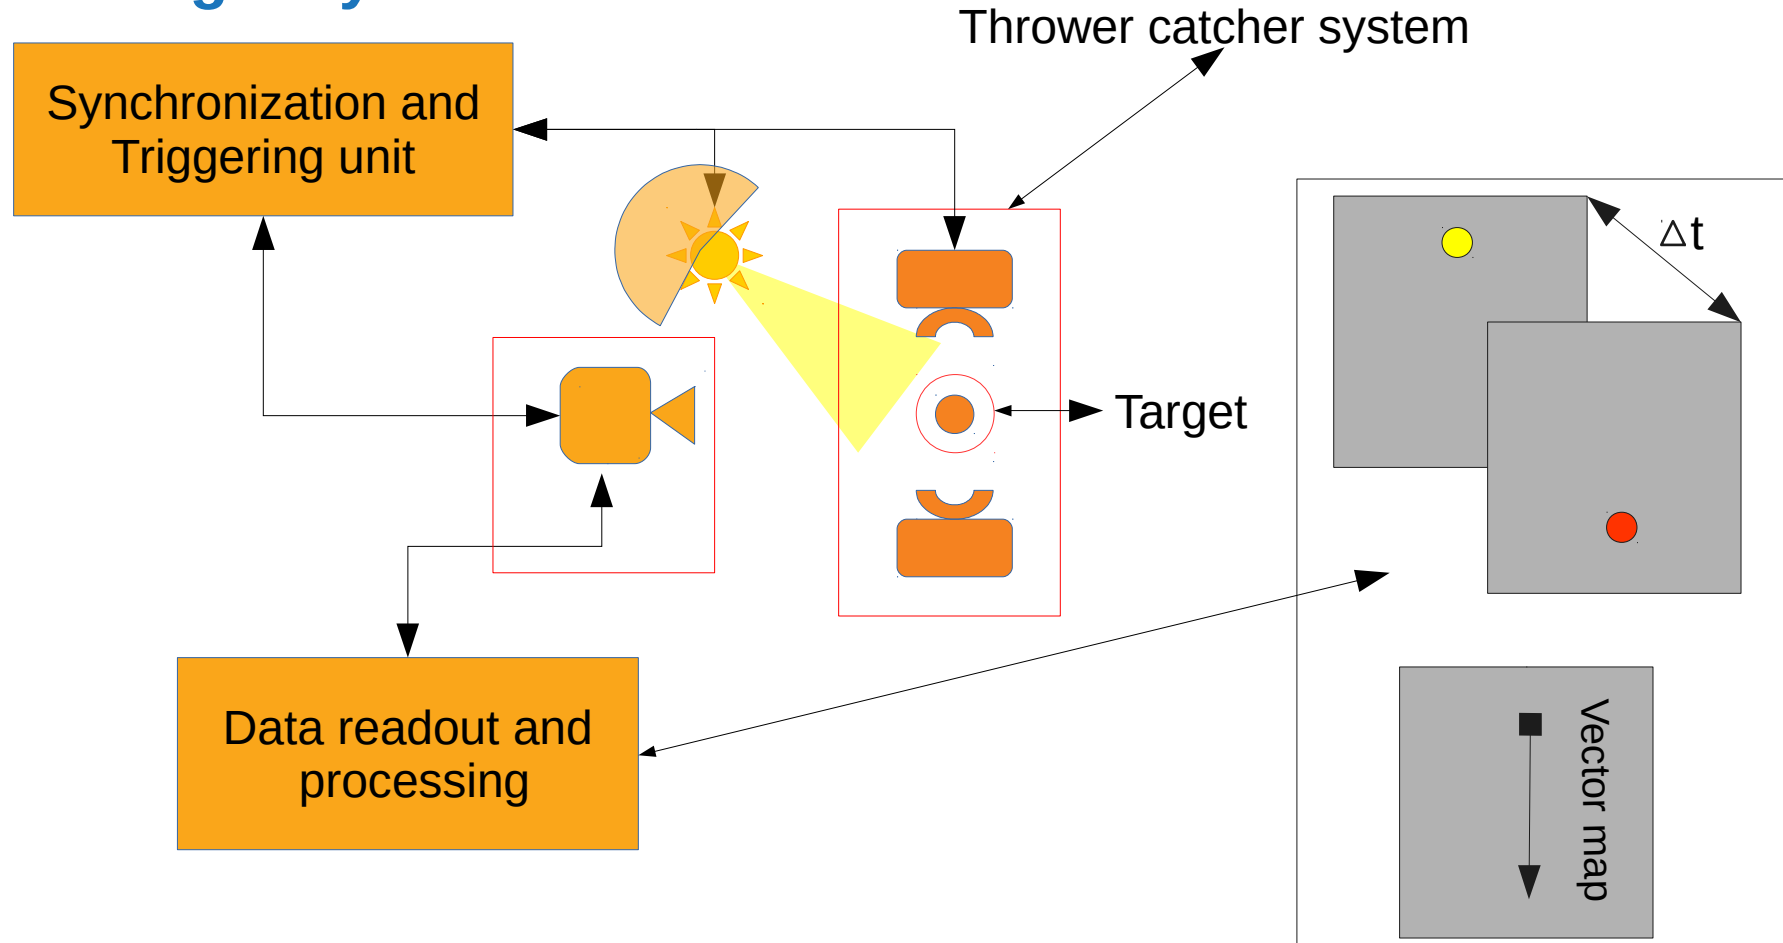 Thrower catcher system
Synchronization and
Triggering unit
Δt
Target
Data readout and
processing
Vector map